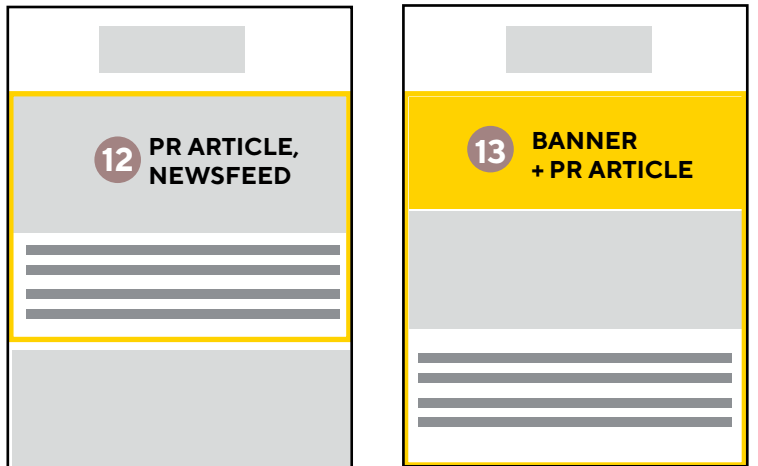 12 PR ARTICLE,
NEWSFEED
13 BANNER
+ PR ARTICLE